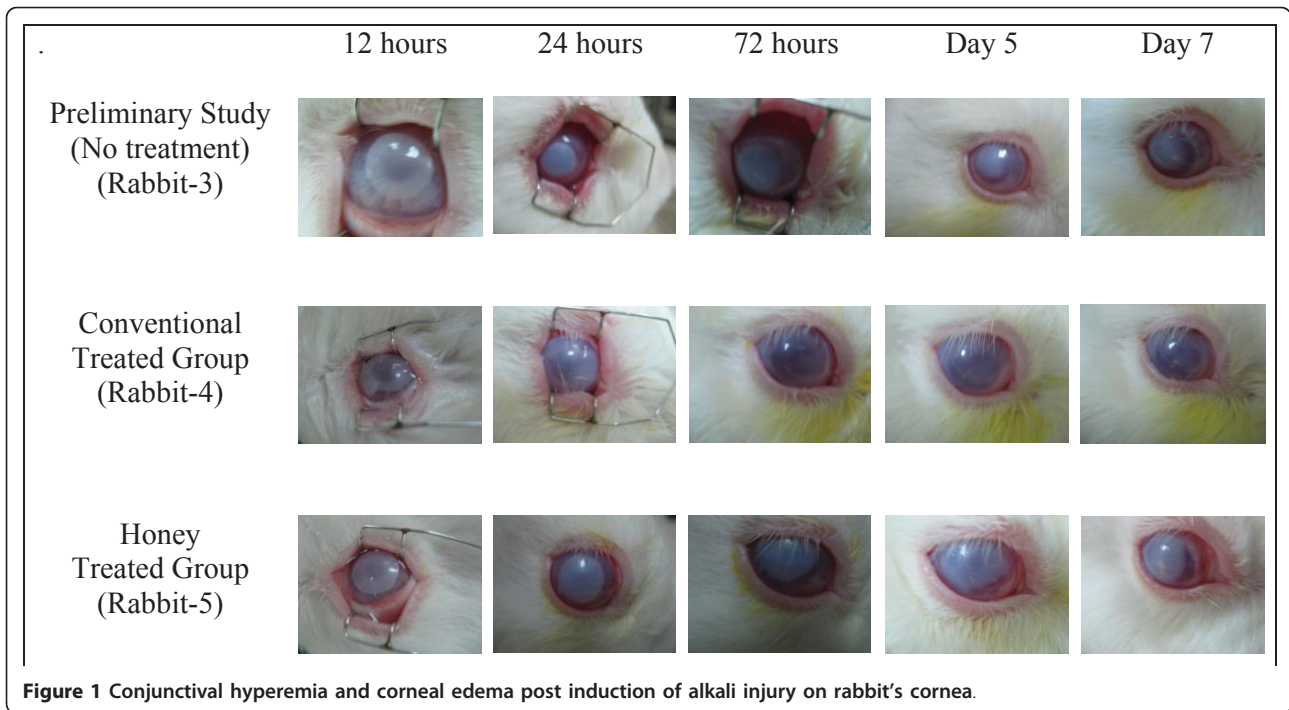 . 12 hours 24 hours 72 hours Day 5 Day 7
Preliminary Study
(No treatment)
(Rabbit-3)
Conventional
Treated Group
(Rabbit-4)
Honey
Treated Group
(Rabbit-5)
Figure 1 Conjunctival hyperemia and corneal edema post induction of alkali injury on rabbit's cornea.